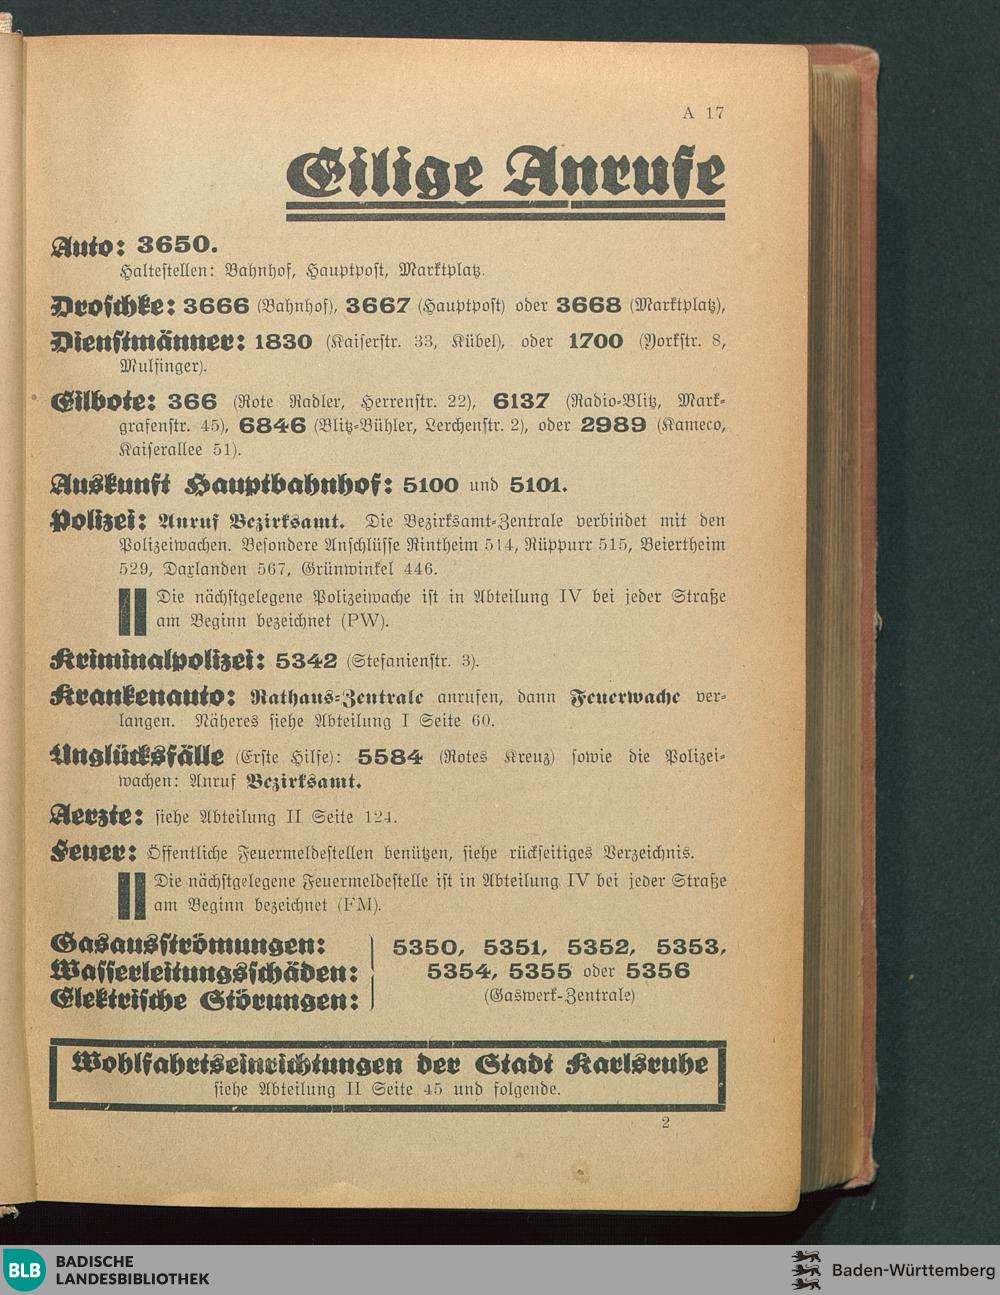 A 17
Eilige Anrufe
Auto: 3650.
Haltestellen: Bahnhof, Hauptpost, Marktplatz.
Droschke: 3666 (Bahnhof), 3667 (Hauptpost) oder 3668 (Marktplatz),
Dienstmänner: 1830 (Kaiserstr. 33, Kübel), oder 1700 (Yorkstr. 8,
Mulsinger).
Eilbote: 366 (Rote Radler, Herrenstr. 22), 6137 (Radio-Blitz, Mark-
grafenstr. 45), 6846 (Blitz-Bühler, Lerchenstr. 2), oder 2989 (Kameco,
Kaiserallee 51).
Auskunft Hauptbahnhof: 5100 und 5101.
Polizei: Anruf Bezirksamt. Die Bezirksamt-Zentrale verbindet mit den
Polizeiwachen. Besondere Anschlüsse Rintheim 514, Rüppurr 515, Beiertheim
529, Daxlanden 567, Grünwinkel 446.
Die nächstgelegene Polizeiwache ist in Abteilung IV bei jeder Straße
am Beginn bezeichnet (PW).
Kriminalpolizei: 5342 (Stefanienstr. 3).
Krankenauto: Rathaus-Zentrale anrufen, dann Feuerwache ver-
langen. Näheres siehe Abteilung I Seite 60.
Unglücksfälle (Erste Hilfe): 5584 (Rotes Kreuz) sowie die Polizei-
wachen: Anruf Bezirksamt.
Aerzte: siehe Abteilung II Seite 124.
Feuer: Öffentliche Feuermeldestellen benützen, siehe rückseitiges Verzeichnis.
Die nächstgelegene Feuermeldestelle ist in Abteilung IV bei jeder Straße
am Beginn bezeichnet (FM).
Gasausströmungen:
Wasserleitungsschäden:
Elektrische Störungen:
5350, 5351, 5352, 5353,
5354, 5355 oder 5356
(Gaswerk-Zentrale)
Wohlfahrtseinrichtungen der Stadt Karlsruhe
siehe Abteilung II Seite 45 und folgende.
2
BLB BADISCHE
LANDESBIBLIOTHEK
Baden-Württemberg